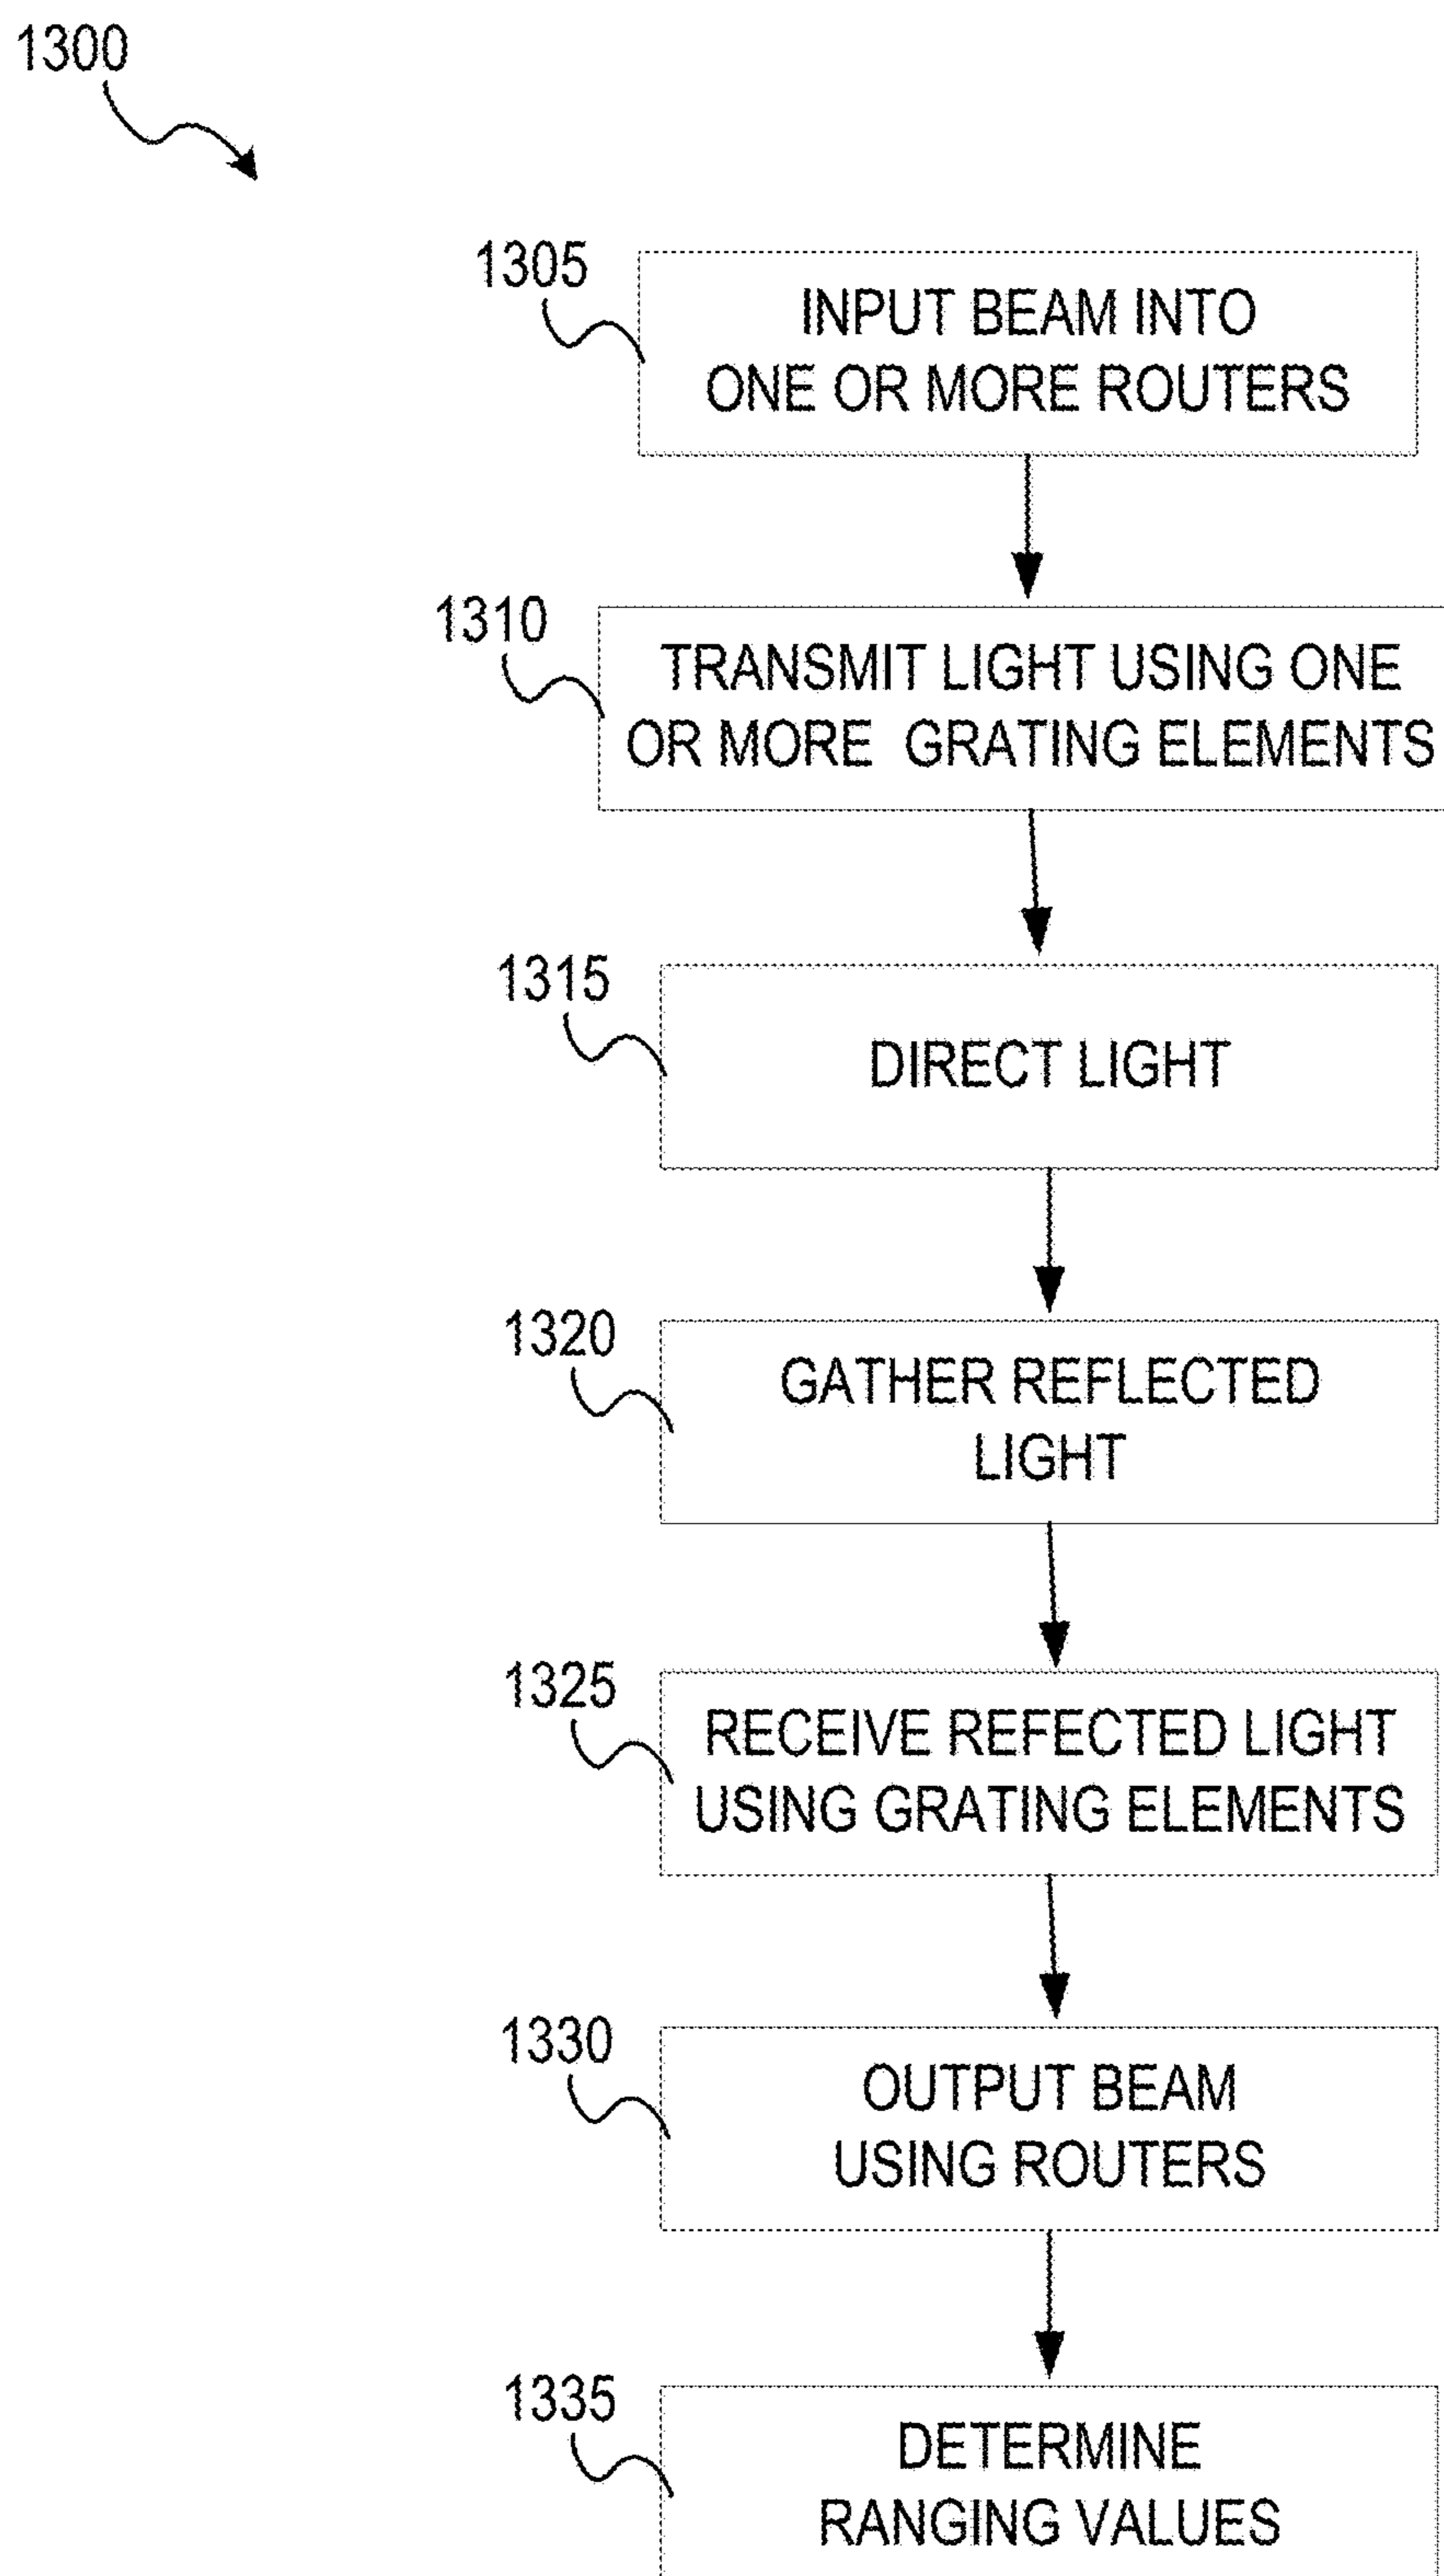 1300
1305
INPUT BEAM INTO
ONE OR MORE ROUTERS
1310
TRANSMIT LIGHT USING ONE
OR MORE GRATING ELEMENTS
1315
DIRECT LIGHT
1320
GATHER REFLECTED
LIGHT
1325
RECEIVE REFECTED LIGHT
USING GRATING ELEMENTS
1330
OUTPUT BEAM
USING ROUTERS
1335
DETERMINE
RANGING VALUES